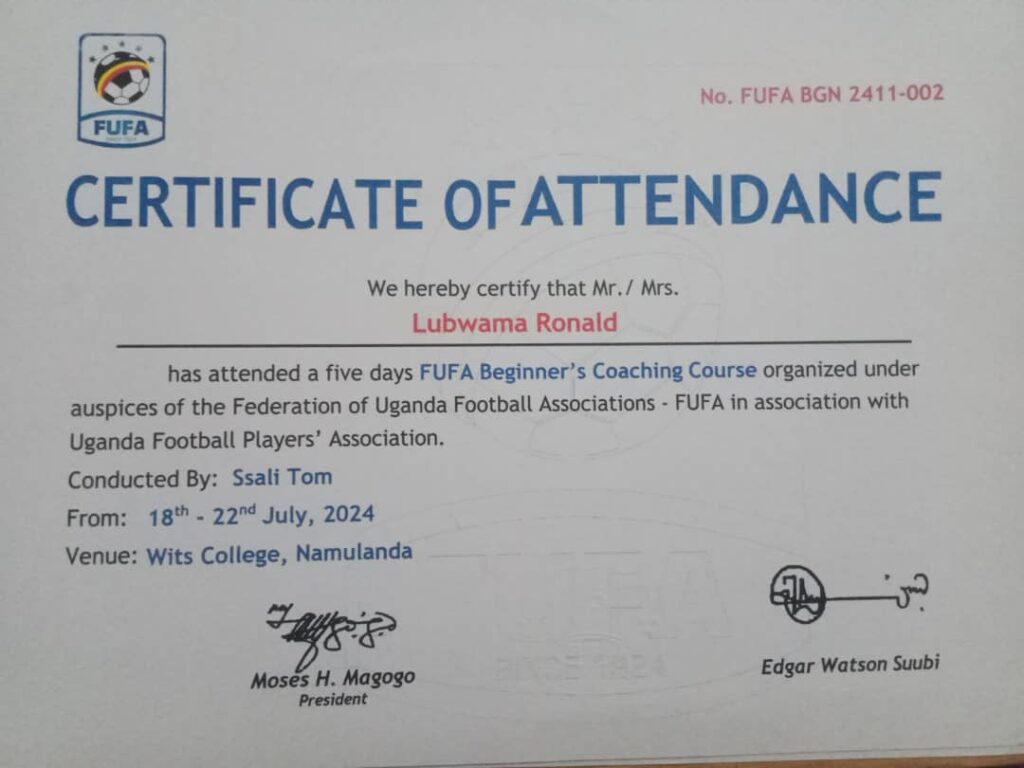 FUFA
No. FUFA BGN 2411-002
CERTIFICATE OF ATTENDANCE
We hereby certify that Mr./ Mrs.
Lubwama Ronald
has attended a five days FUFA Beginner's Coaching Course organized under
auspices of the Federation of Uganda Football Associations - FUFA in association with
Uganda Football Players' Association.
Conducted By: Ssali Tom
From: 18th - 22nd July, 2024
Venue: Wits College, Namulanda
Moses H. Magogo
President
Edgar Watson Suubi